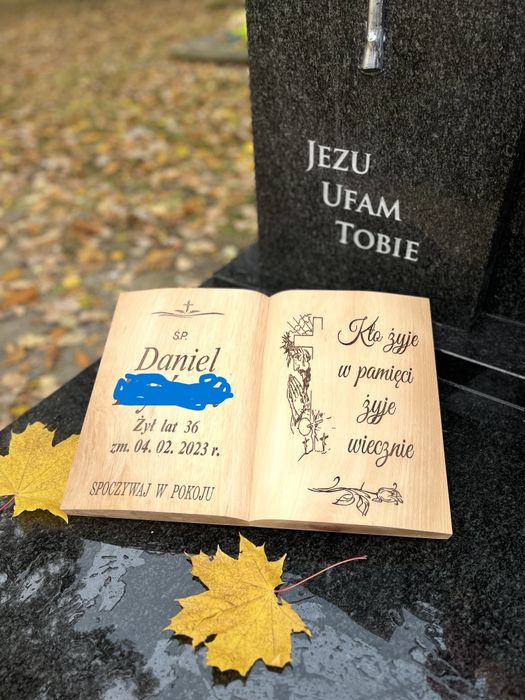 JEZU
UFAM
TOBIE
Ś.P.
Daniel
Żył lat 36
zm. 04. 02. 2023 r.
SPOCZYWAJ W POKOJU
Kto żyje
w pamięci
żyje
wiecznie